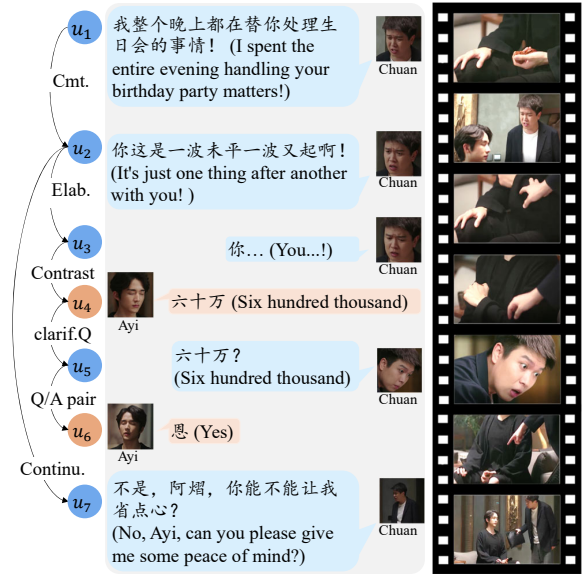 u1
我整个晚上都在替你处理生
日会的事情！ (I spent the
entire evening handling your
birthday party matters!)
Chuan
Cmt.
u2
你这是一波未平一波又起啊！
(It's just one thing after another
with you! )
Chuan
Elab.
u3
你… (You...!)
Chuan
Contrast
u4
Ayi
六十万 (Six hundred thousand)
clarif.Q
u5
六十万？
(Six hundred thousand)
Chuan
Q/A pair
u6
Ayi
恩 (Yes)
Continu.
u7
不是，阿熠，你能不能让我
省点心？
(No, Ayi, can you please give
me some peace of mind?)
Chuan